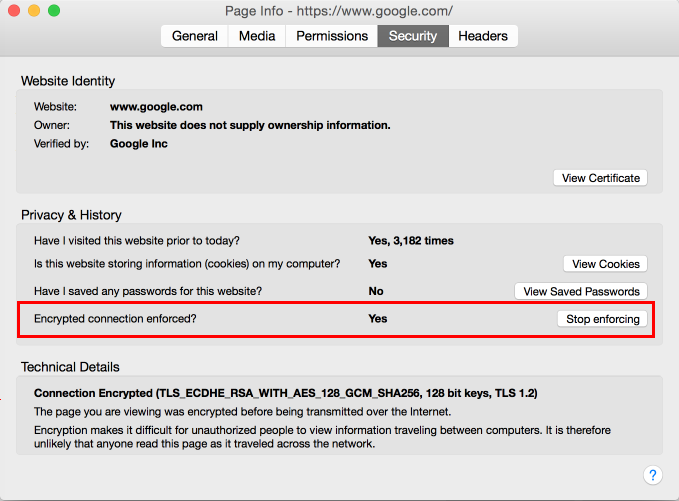 Page Info - https://www.google.com/
General Media Permissions Security Headers
Website Identity
Website: www.google.com
Owner: This website does not supply ownership information.
Verified by: Google Inc
View Certificate
Privacy & History
Have I visited this website prior to today? Yes, 3,182 times
Is this website storing information (cookies) on my computer? Yes View Cookies
Have I saved any passwords for this website? No View Saved Passwords
Encrypted connection enforced? Yes Stop enforcing
Technical Details
Connection Encrypted (TLS_ECDHE_RSA_WITH_AES_128_GCM_SHA256, 128 bit keys, TLS 1.2)
The page you are viewing was encrypted before being transmitted over the Internet.
Encryption makes it difficult for unauthorized people to view information traveling between computers. It is therefore
unlikely that anyone read this page as it traveled across the network.
?